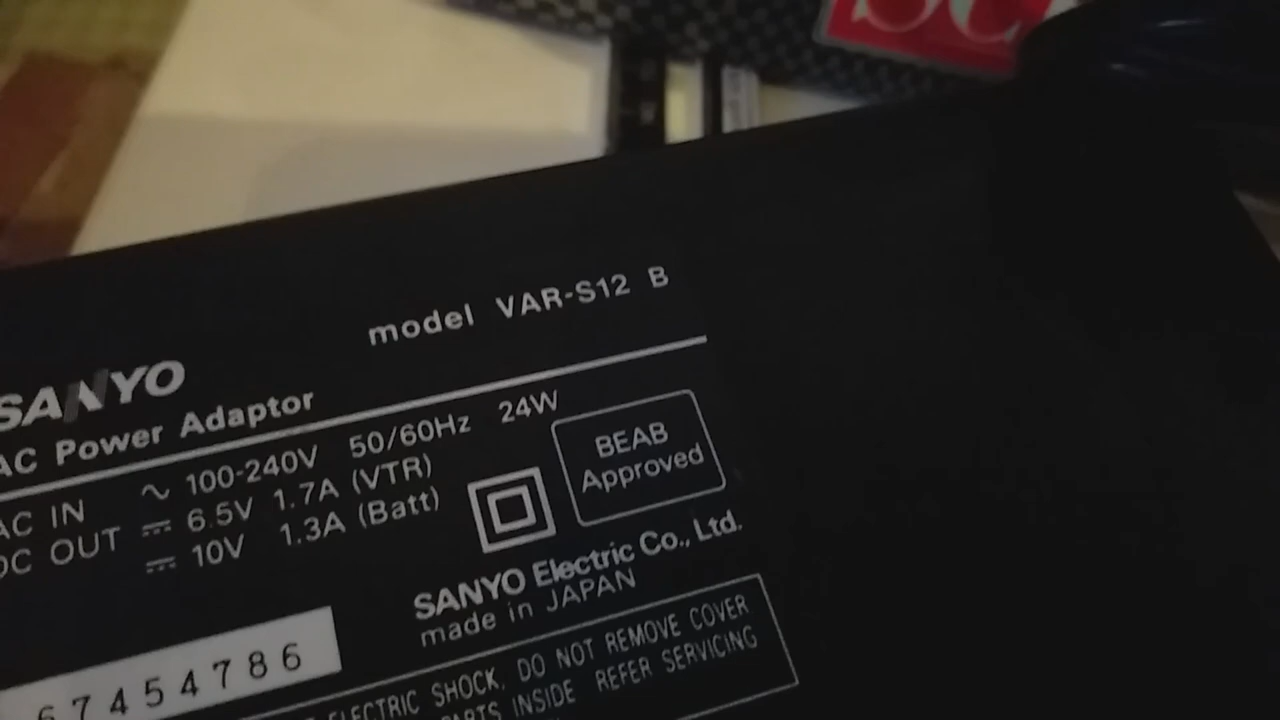 SC
model VAR-S12 B
SANYO
AC Power Adaptor
AC IN ~ 100-240V 50/60Hz 24W
DC OUT ⎓ 6.5V 1.7A (VTR)
⎓ 10V 1.3A (Batt)
BEAB
Approved
SANYO Electric Co., Ltd.
made in JAPAN
67454786
ELECTRIC SHOCK, DO NOT REMOVE COVER
PARTS INSIDE REFER SERVICING